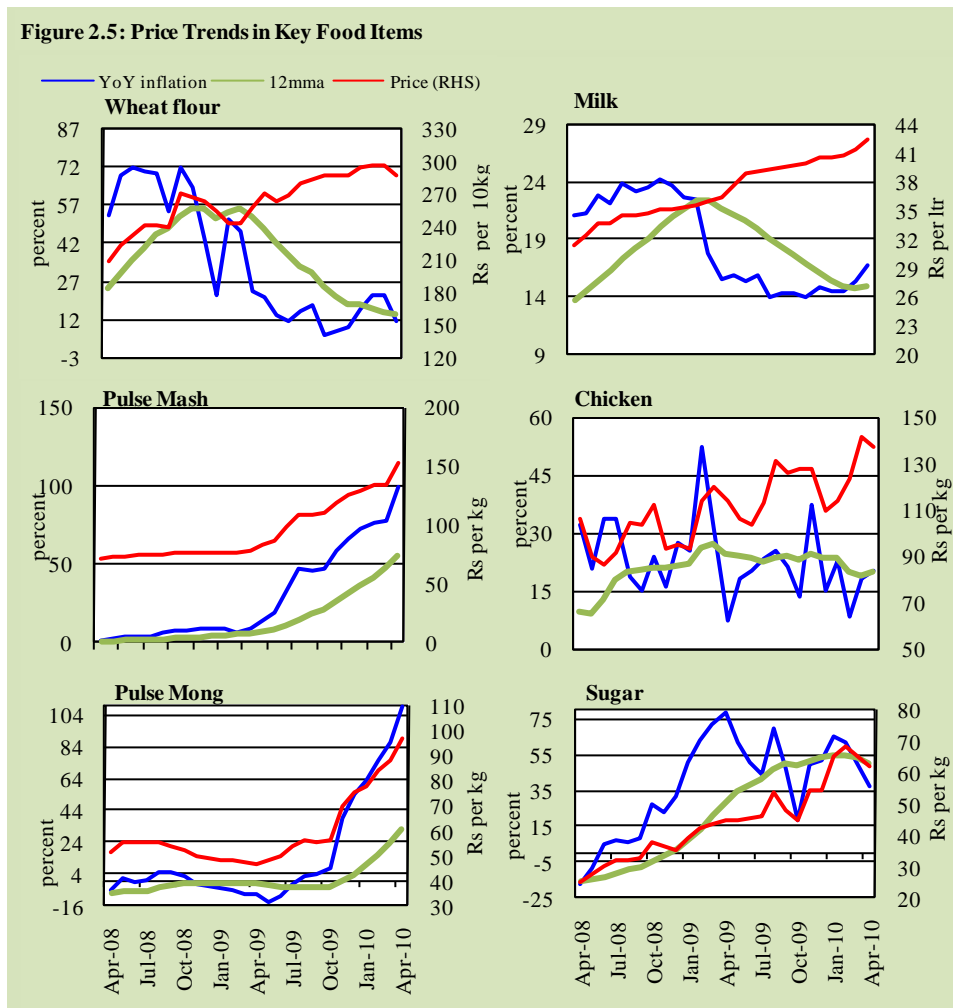 Figure 2.5: Price Trends in Key Food Items
YoY inflation 12mma Price (RHS)
Wheat flour
87
72
57
42
27
12
-3
percent
330
300
270
240
210
180
150
120
Rs per 10kg
Milk
29
24
19
14
9
percent
44
41
38
35
32
29
26
23
20
Rs per ltr
Pulse Mash
150
100
50
0
percent
200
150
100
50
0
Rs per kg
Chicken
60
45
30
15
0
percent
150
130
110
90
70
50
Rs per kg
Pulse Mong
104
84
64
44
24
4
-16
percent
110
100
90
80
70
60
50
40
30
Rs per kg
Apr-08
Jul-08
Oct-08
Jan-09
Apr-09
Jul-09
Oct-09
Jan-10
Apr-10
Sugar
75
55
35
15
-5
-25
percent
80
70
60
50
40
30
20
Rs per kg
Apr-08
Jul-08
Oct-08
Jan-09
Apr-09
Jul-09
Oct-09
Jan-10
Apr-10